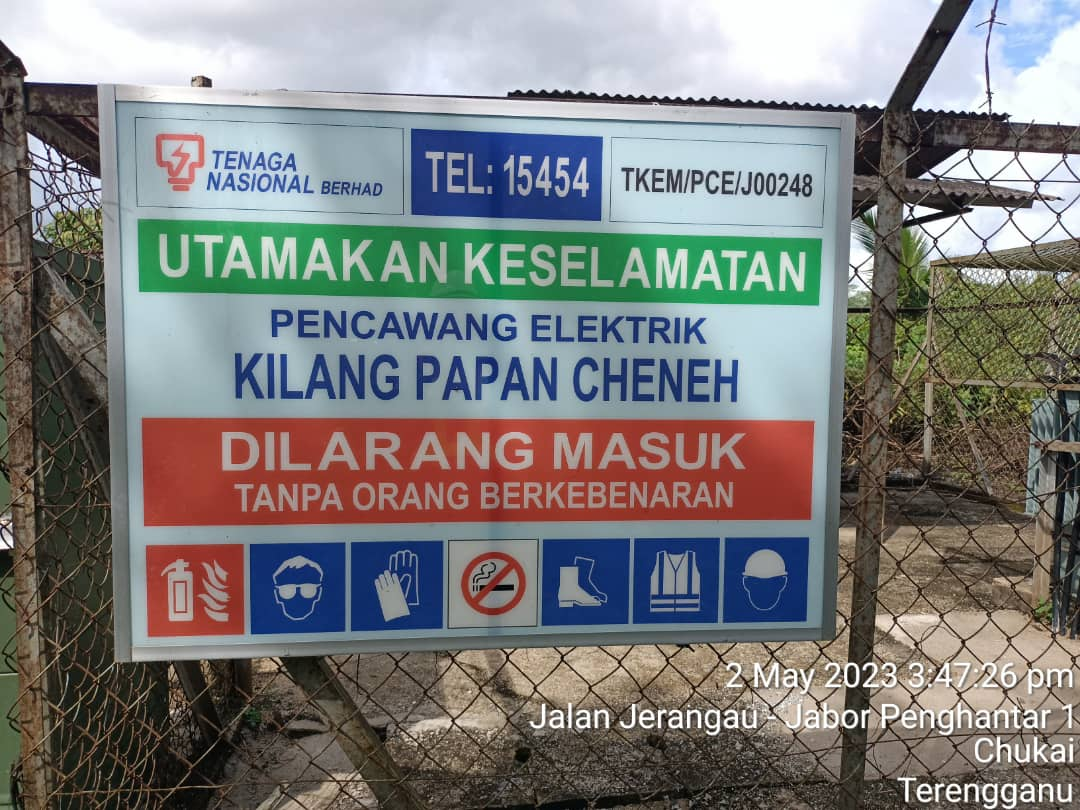 TENAGA
NASIONAL BERHAD
TEL: 15454
TKEM/PCE/J00248
UTAMAKAN KESELAMATAN
PENCAWANG ELEKTRIK
KILANG PAPAN CHENEH
DILARANG MASUK
TANPA ORANG BERKEBENARAN
2 May 2023 3:47:26 pm
Jalan Jerangau - Jabor Penghantar 1
Chukai
Terengganu